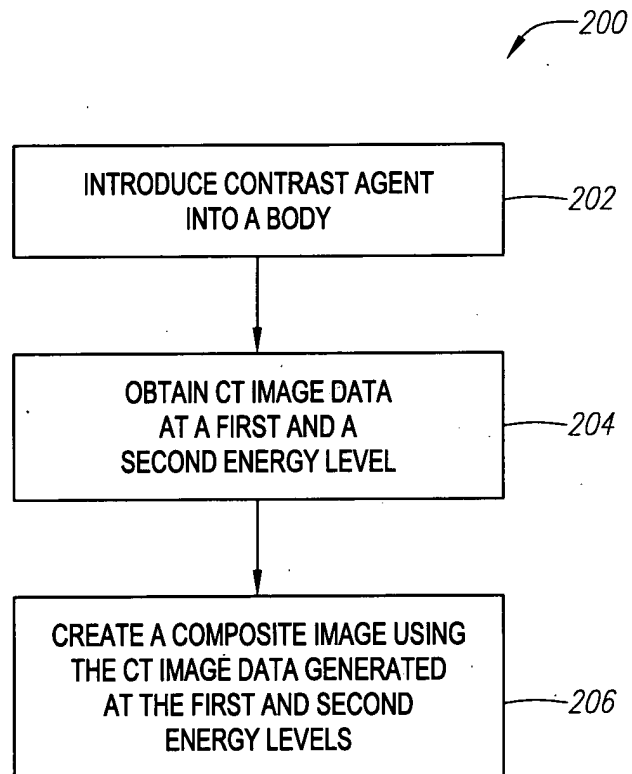 200
INTRODUCE CONTRAST AGENT
INTO A BODY
202
OBTAIN CT IMAGE DATA
AT A FIRST AND A
SECOND ENERGY LEVEL
204
CREATE A COMPOSITE IMAGE USING
THE CT IMAGE DATA GENERATED
AT THE FIRST AND SECOND
ENERGY LEVELS
206